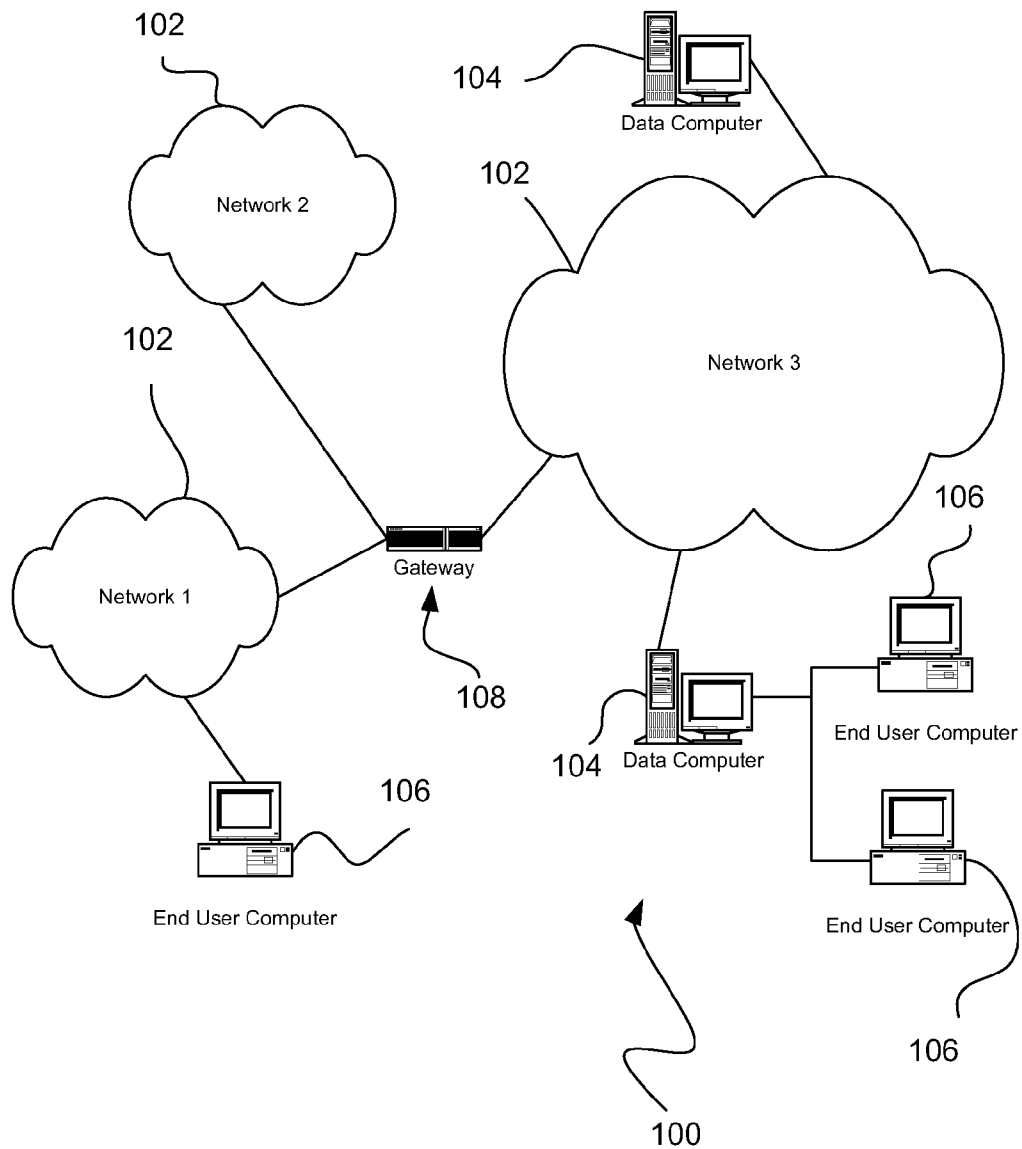 102
104
Data Computer
102
Network 2
102
Network 3
106
Gateway
Network 1
108
End User Computer
104
Data Computer
106
End User Computer
End User Computer
106
100